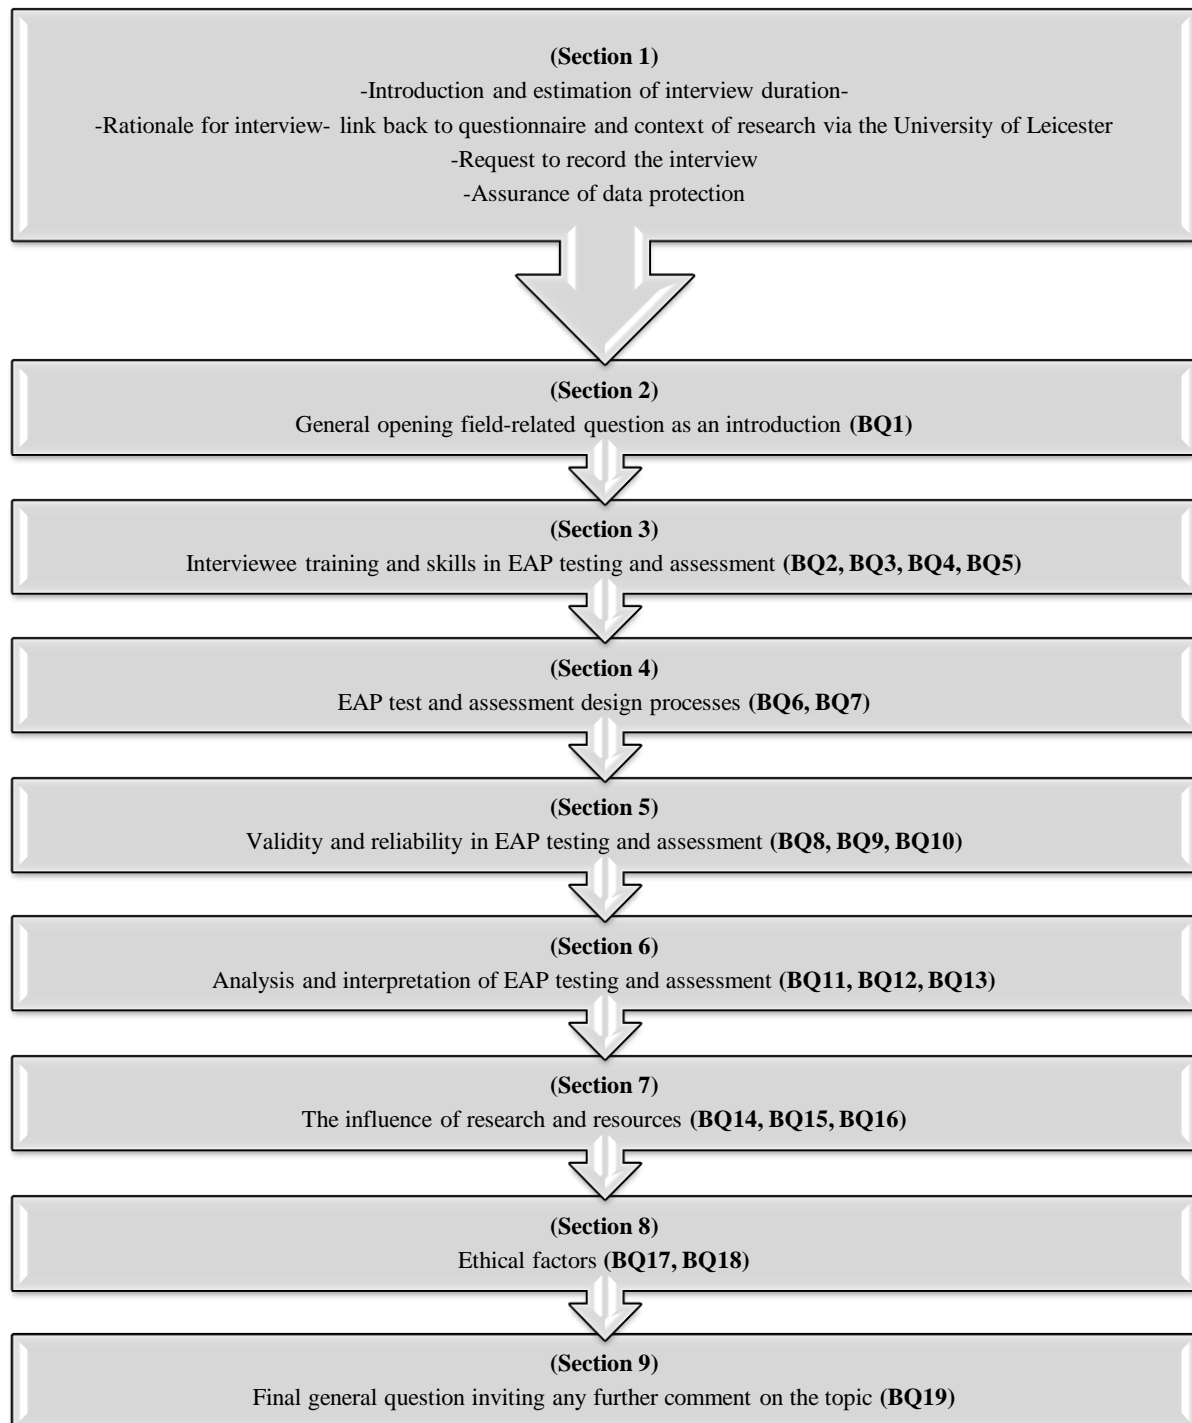 (Section 1)
-Introduction and estimation of interview duration-
-Rationale for interview- link back to questionnaire and context of research via the University of Leicester
-Request to record the interview
-Assurance of data protection
(Section 2)
General opening field-related question as an introduction (BQ1)
(Section 3)
Interviewee training and skills in EAP testing and assessment (BQ2, BQ3, BQ4, BQ5)
(Section 4)
EAP test and assessment design processes (BQ6, BQ7)
(Section 5)
Validity and reliability in EAP testing and assessment (BQ8, BQ9, BQ10)
(Section 6)
Analysis and interpretation of EAP testing and assessment (BQ11, BQ12, BQ13)
(Section 7)
The influence of research and resources (BQ14, BQ15, BQ16)
(Section 8)
Ethical factors (BQ17, BQ18)
(Section 9)
Final general question inviting any further comment on the topic (BQ19)